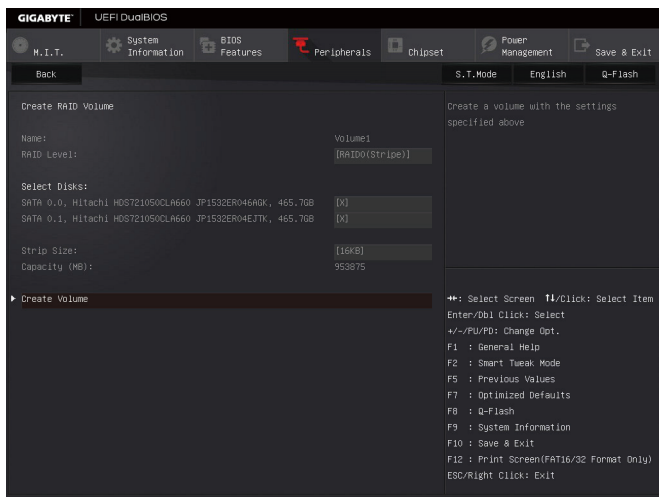 GIGABYTE™ UEFI DualBIOS
M.I.T.
System Information
BIOS Features
Peripherals
Chipset
Power Management
Save & Exit
Back
S.T.Mode English Q-Flash
Create RAID Volume
Name: Volume1
RAID Level: [RAID0(Stripe)]
Select Disks:
SATA 0.0, Hitachi HDS721050CLA660 JP1532ER046AGK, 465.7GB [X]
SATA 0.1, Hitachi HDS721050CLA660 JP1532ER04EJTK, 465.7GB [X]
Strip Size: [16KB]
Capacity (MB): 953875
Create Volume
Create a volume with the settings
specified above
→←: Select Screen ↑↓/Click: Select Item
Enter/Dbl Click: Select
+/-/PU/PD: Change Opt.
F1 : General Help
F2 : Smart Tweak Mode
F5 : Previous Values
F7 : Optimized Defaults
F8 : Q-Flash
F9 : System Information
F10 : Save & Exit
F12 : Print Screen(FAT16/32 Format Only)
ESC/Right Click: Exit